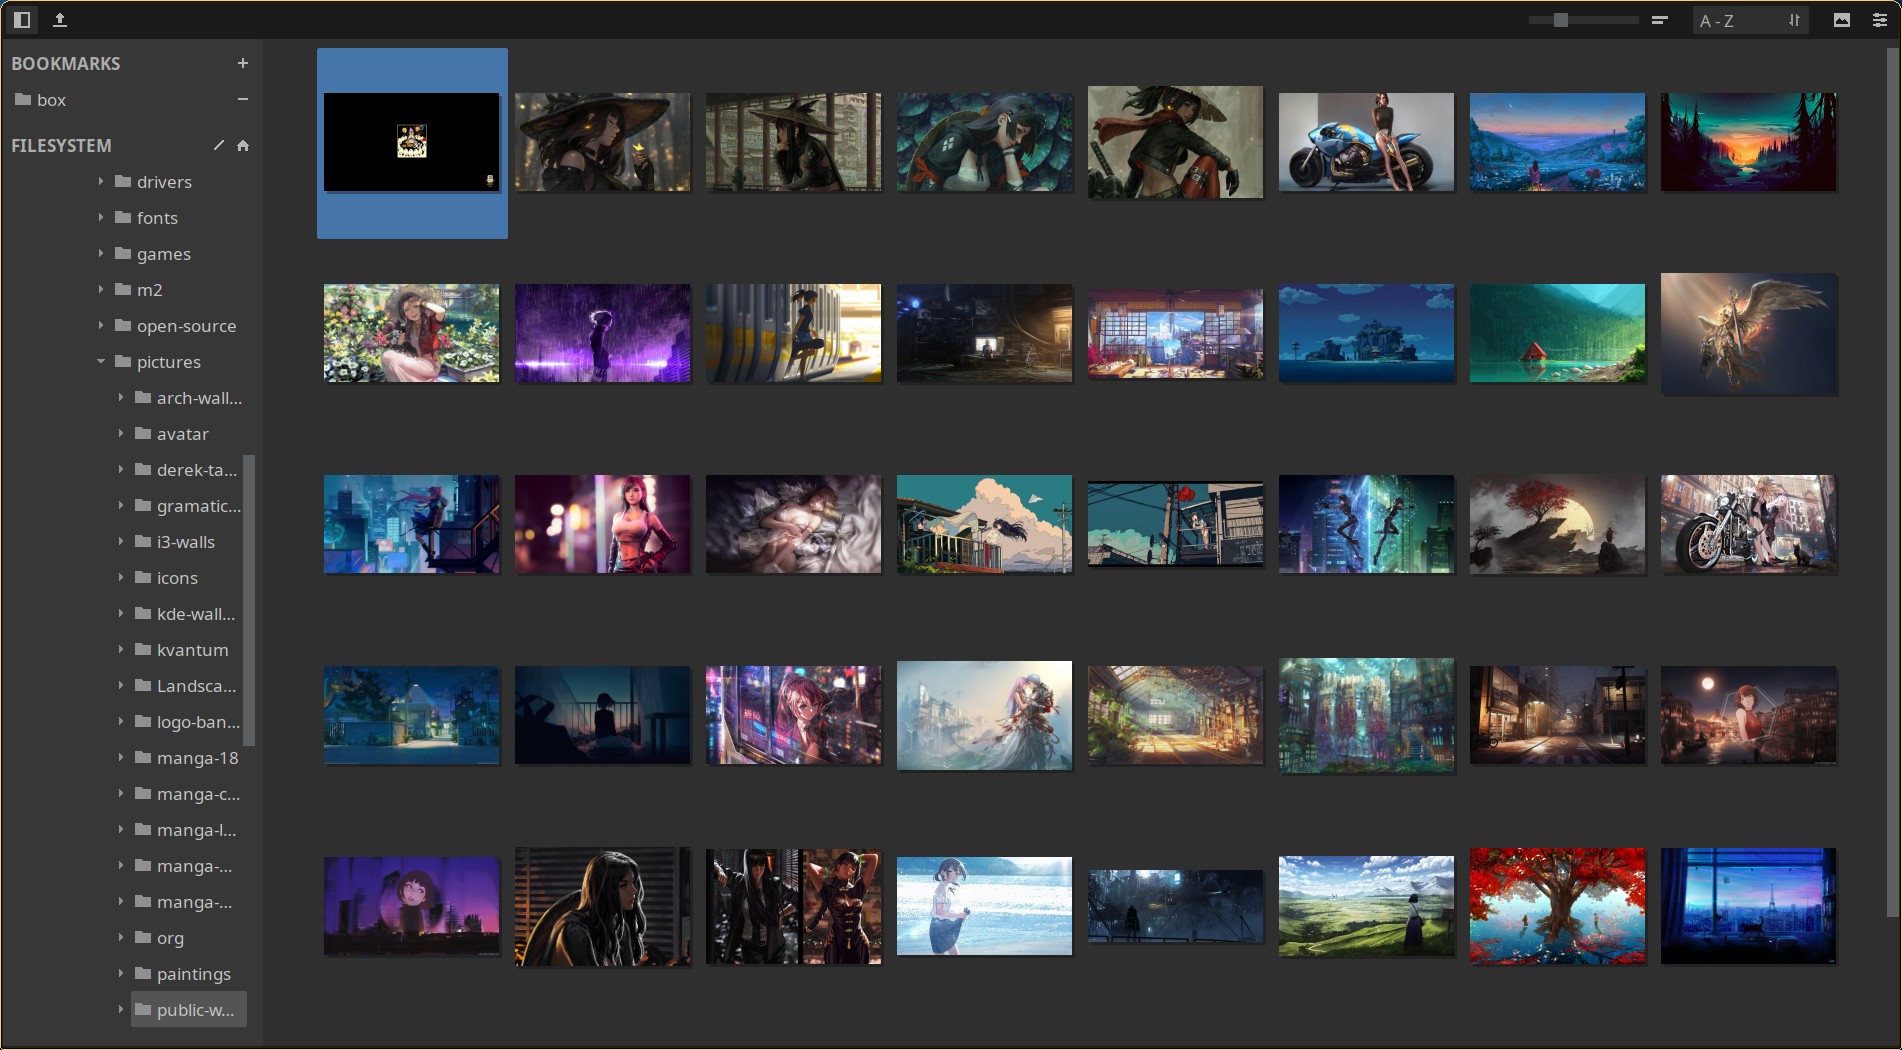 A - Z
BOOKMARKS
box
FILESYSTEM
drivers
fonts
games
m2
open-source
pictures
arch-wall...
avatar
derek-ta...
gramatic...
i3-walls
icons
kde-wall...
kvantum
Landsca...
logo-ban...
manga-18
manga-c...
manga-l...
manga-...
manga-...
org
paintings
public-w...